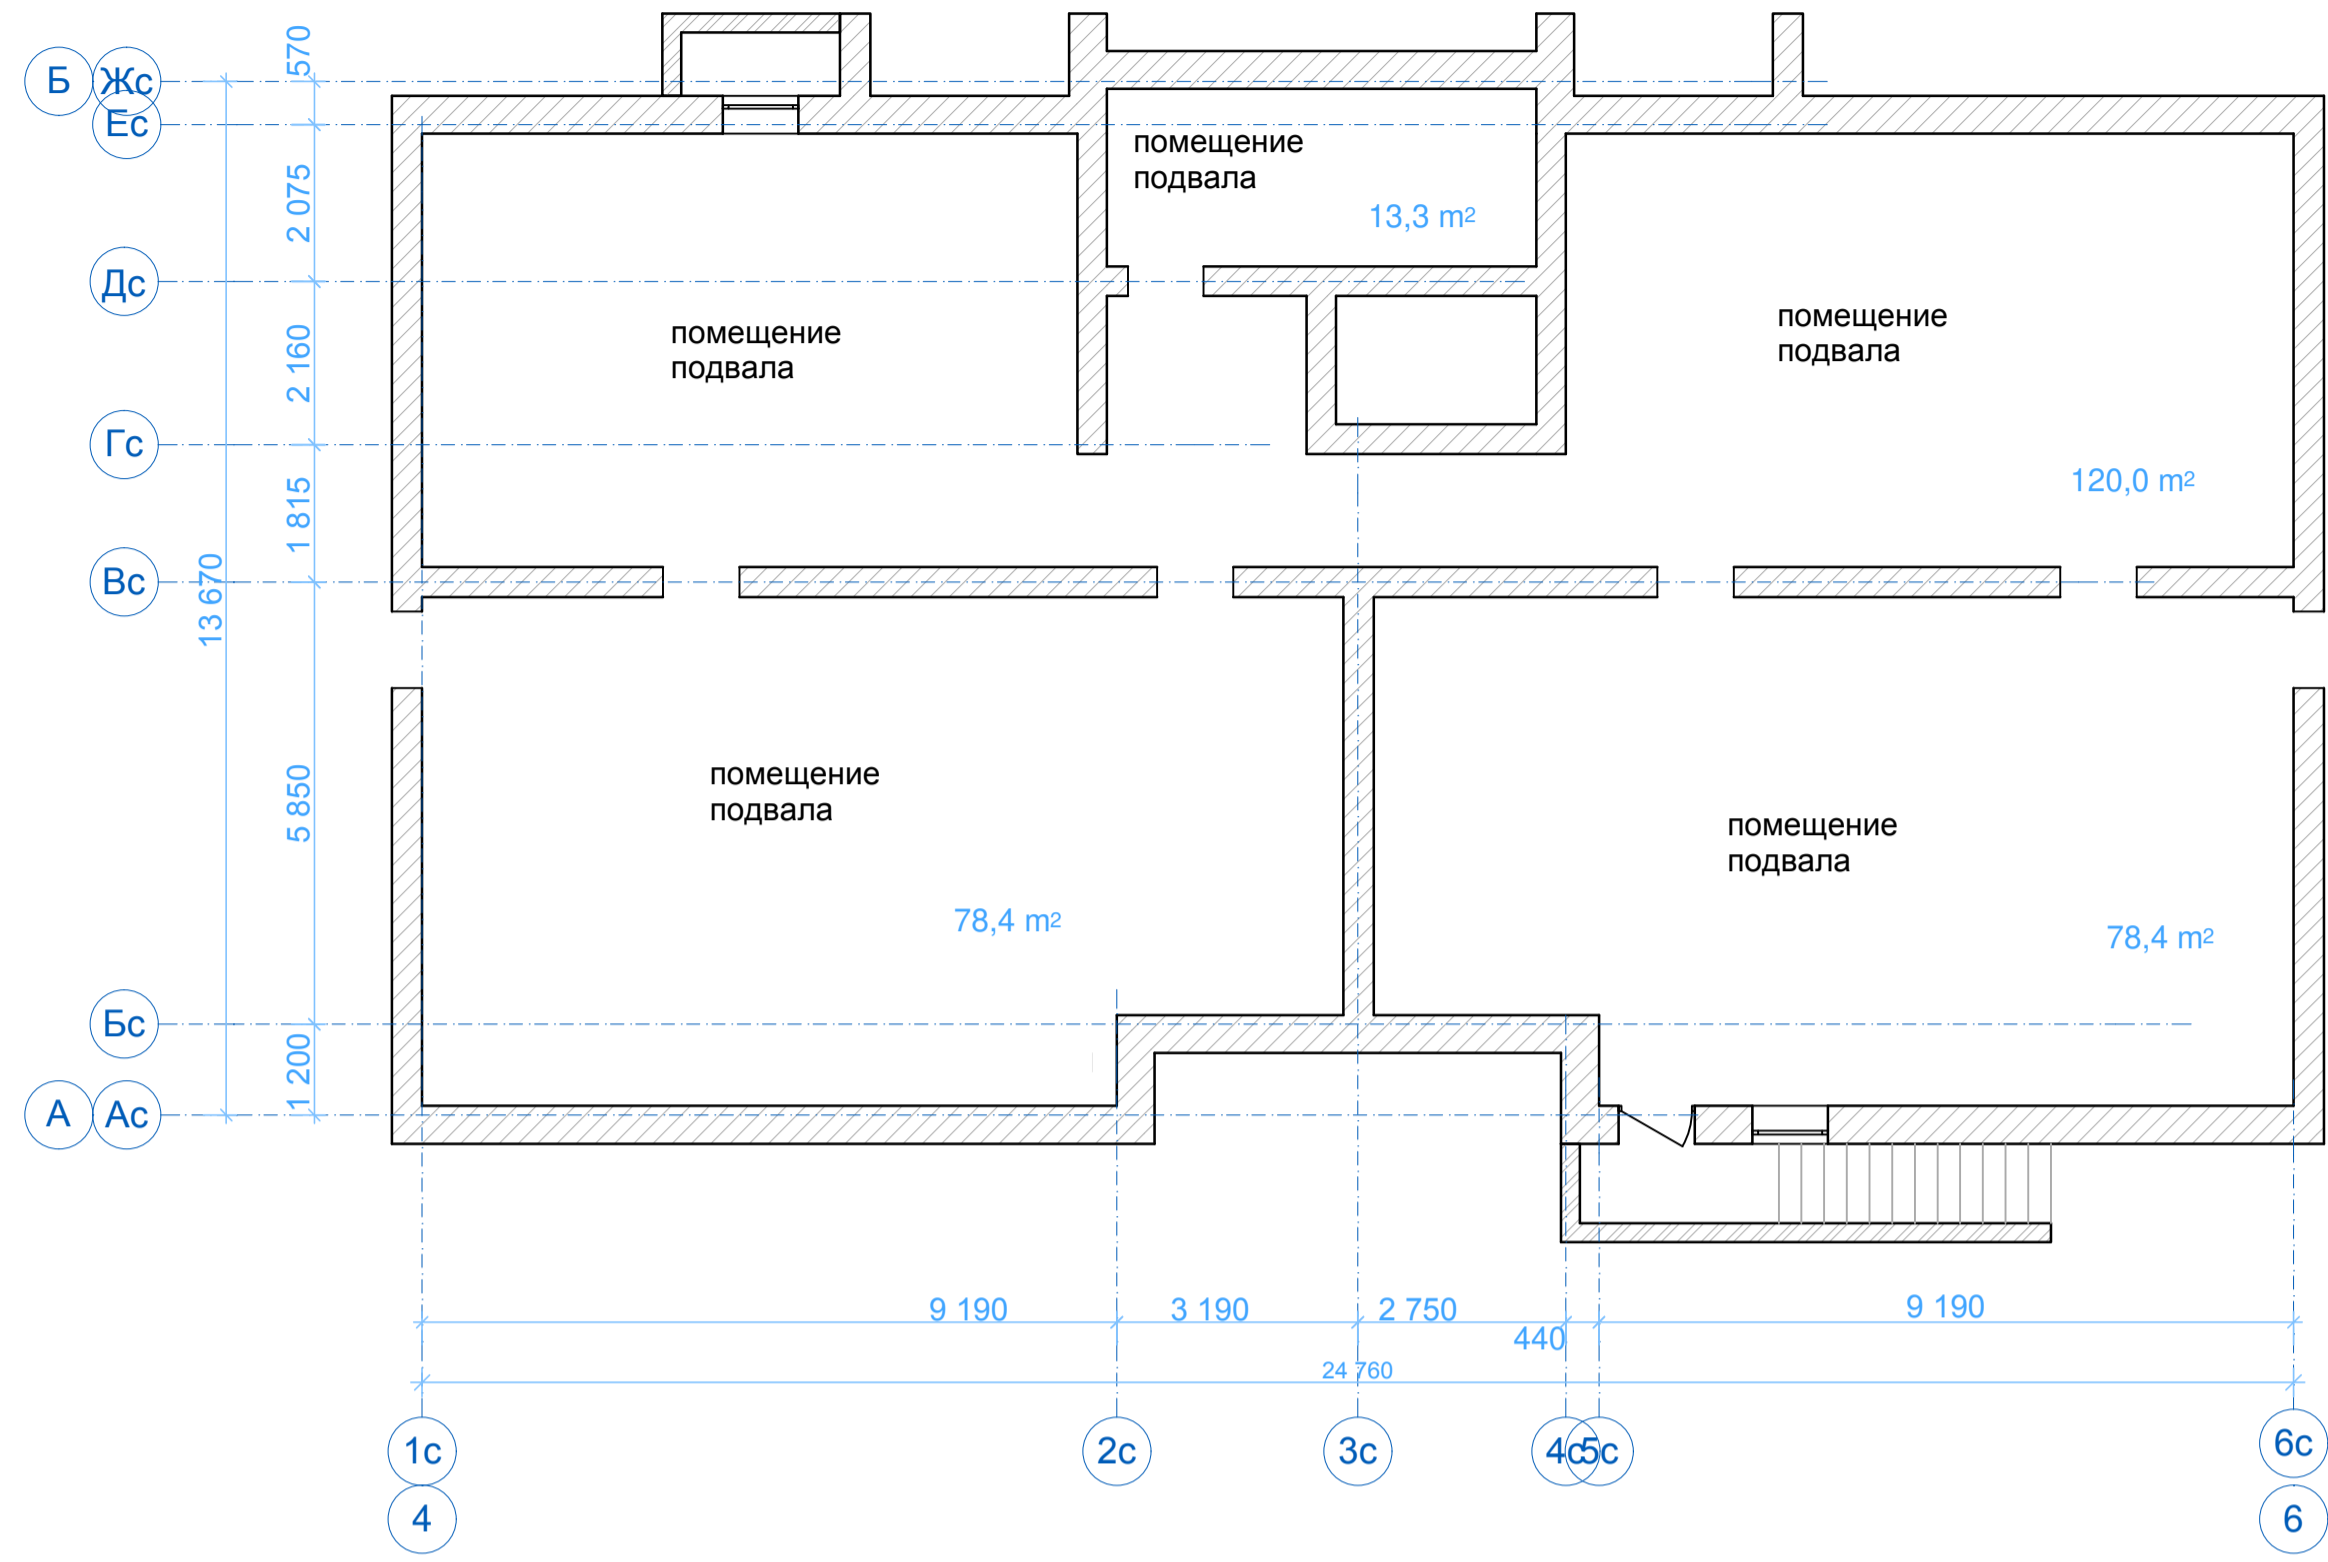 570
Б
Жс
Ес
помещение
подвала
2 075
13,3 m²
Дс
помещение
подвала
помещение
подвала
2 160
Гс
120,0 m²
1 815
13 670
Вс
помещение
подвала
5 850
помещение
подвала
78,4 m²
78,4 m²
Бс
1 200
А
Ас
9 190
3 190
2 750
9 190
440
24 760
1с
2с
3с
4с
5с
6с
4
6